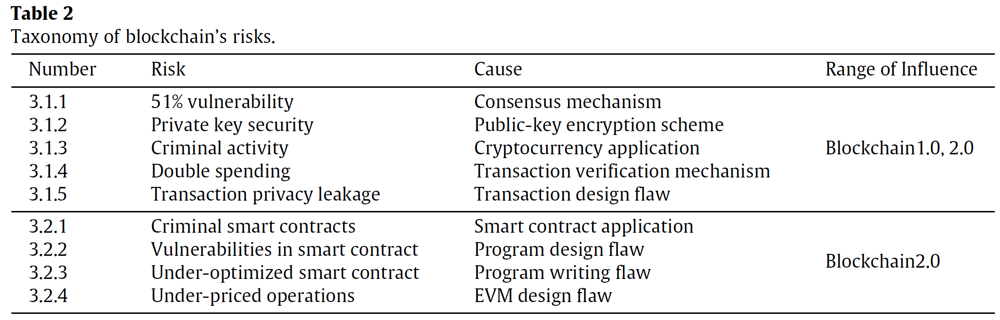 Table 2
Taxonomy of blockchain’s risks.
Number Risk Cause Range of Influence
3.1.1 51% vulnerability Consensus mechanism
3.1.2 Private key security Public-key encryption scheme
3.1.3 Criminal activity Cryptocurrency application Blockchain1.0, 2.0
3.1.4 Double spending Transaction verification mechanism
3.1.5 Transaction privacy leakage Transaction design flaw
3.2.1 Criminal smart contracts Smart contract application
3.2.2 Vulnerabilities in smart contract Program design flaw
Blockchain2.0
3.2.3 Under-optimized smart contract Program writing flaw
3.2.4 Under-priced operations EVM design flaw